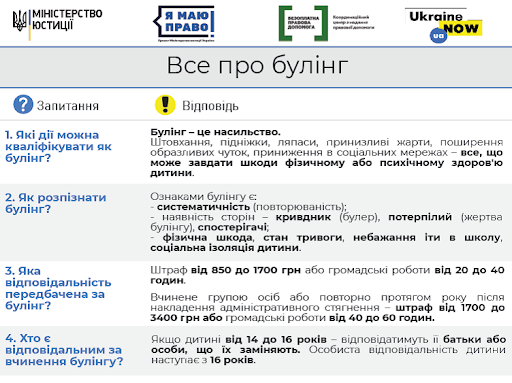 МІНІСТЕРСТВО
ЮСТИЦІЇ
Я МАЮ
ПРАВО!
Проект Міністерства юстиції України
БЕЗОПЛАТНА
ПРАВОВА
ДОПОМОГА
Координаційний
центр з надання
правової допомоги
Ukraine
NOW
ua
Все про булінг
? Запитання
! Відповідь
1. Які дії можна
кваліфікувати як
булінг?
Булінг – це насильство.
Штовхання, підніжки, ляпаси, принизливі жарти, поширення
образливих чуток, приниження в соціальних мережах – все, що
може завдати шкоди фізичному або психічному здоров'ю
дитини.
2. Як розпізнати
булінг?
Ознаками булінгу є:
- систематичність (повторюваність);
- наявність сторін – кривдник (булер), потерпілий (жертва
булінгу), спостерігачі;
- фізична шкода, стан тривоги, небажання іти в школу,
соціальна ізоляція дитини.
3. Яка
відповідальність
передбачена за
булінг?
Штраф від 850 до 1700 грн або громадські роботи від 20 до 40
годин.
Вчинене групою осіб або повторно протягом року після
накладення адміністративного стягнення – штраф від 1700 до
3400 грн або громадські роботи від 40 до 60 годин.
4. Хто є
відповідальним за
вчинення булінгу?
Якщо дитині від 14 до 16 років – відповідатимуть її батьки або
особи, що їх заміняють. Особиста відповідальність дитини
наступає з 16 років.